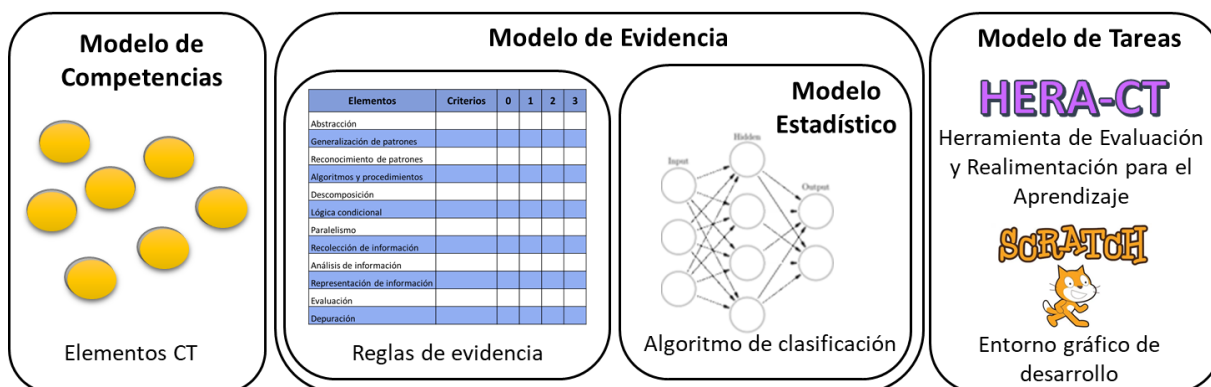 Modelo de
Competencias
Elementos CT
Modelo de Evidencia
Elementos Criterios 0 1 2 3
Abstracción
Generalización de patrones
Reconocimiento de patrones
Algoritmos y procedimientos
Descomposición
Lógica condicional
Paralelismo
Recolección de información
Análisis de información
Representación de información
Evaluación
Depuración
Reglas de evidencia
Modelo
Estadístico
Hidden
Input
Output
Algoritmo de clasificación
Modelo de Tareas
HERA-CT
Herramienta de Evaluación
y Realimentación para el
Aprendizaje
SCRATCH
Entorno gráfico de
desarrollo